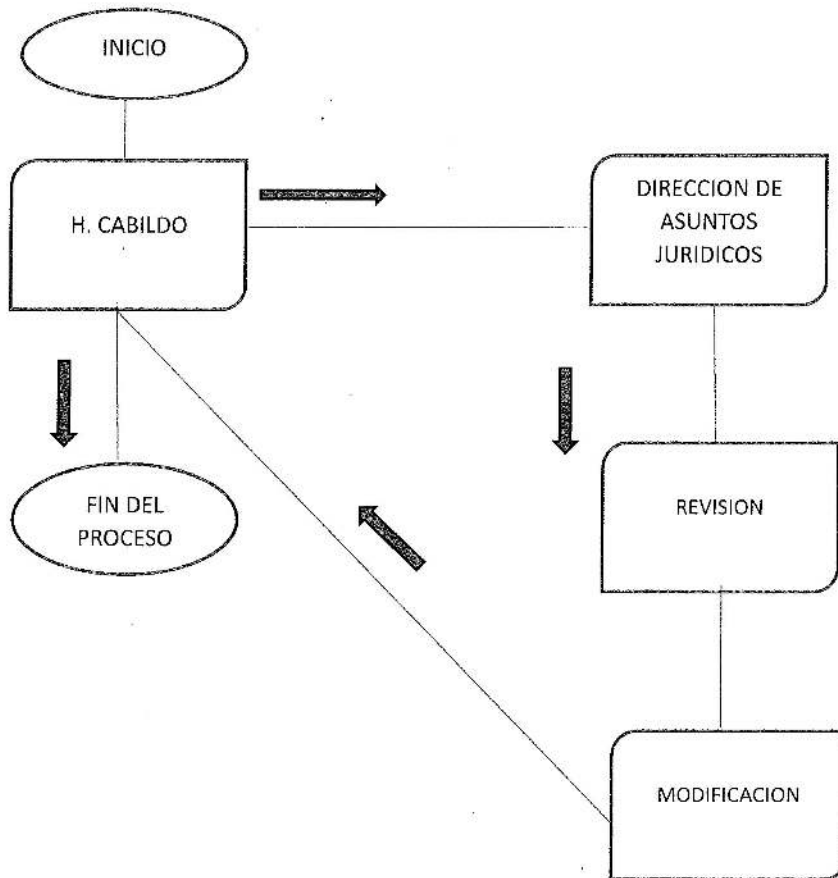 INICIO
H. CABILDO
DIRECCION DE
ASUNTOS
JURIDICOS
FIN DEL
PROCESO
REVISION
MODIFICACION